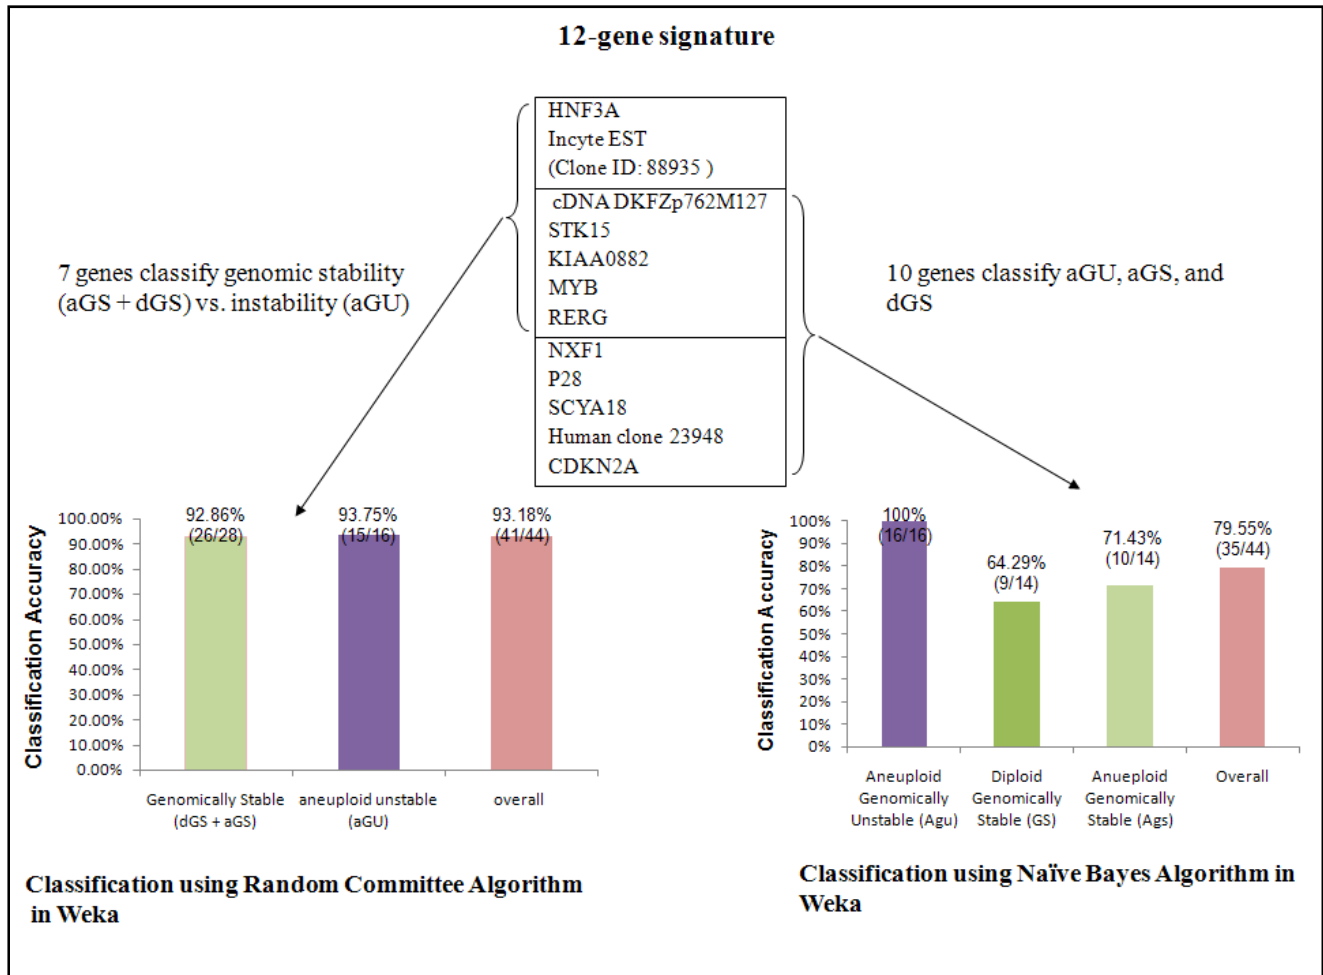 12-gene signature
HNF3A
Incyte EST
(Clone ID: 88935 )
cDNA DKFZp762M127
STK15
KIAA0882
MYB
RERG
NXF1
P28
SCYA18
Human clone 23948
CDKN2A
7 genes classify genomic stability
(aGS + dGS) vs. instability (aGU)
10 genes classify aGU, aGS, and
dGS
Classification Accuracy
100.00%
90.00%
80.00%
70.00%
60.00%
50.00%
40.00%
30.00%
20.00%
10.00%
0.00%
92.86%
(26/28)
93.75%
(15/16)
93.18%
(41/44)
Genomically Stable
(dGS + aGS)
aneuploid unstable
(aGU)
overall
Classification using Random Committee Algorithm
in Weka
Classification Accuracy
100%
90%
80%
70%
60%
50%
40%
30%
20%
10%
0%
100%
(16/16)
64.29%
(9/14)
71.43%
(10/14)
79.55%
(35/44)
Aneuploid
Genomically
Unstable (Agu)
Diploid
Genomically
Stable (GS)
Anueploid
Genomically
Stable (Ags)
Overall
Classification using Naïve Bayes Algorithm in
Weka